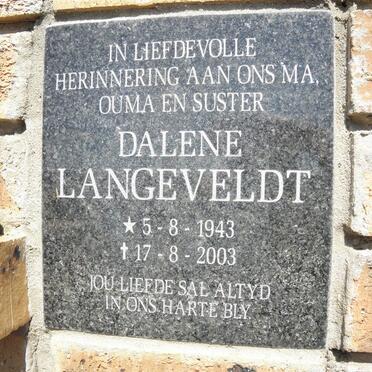 IN LIEFDEVOLLE
HERINNERING AAN ONS MA,
OUMA EN SUSTER
DALENE
LANGEVELDT
★ 5 - 8 - 1943
✝ 17 - 8 - 2003
JOU LIEFDE SAL ALTYD
IN ONS HARTE BLY